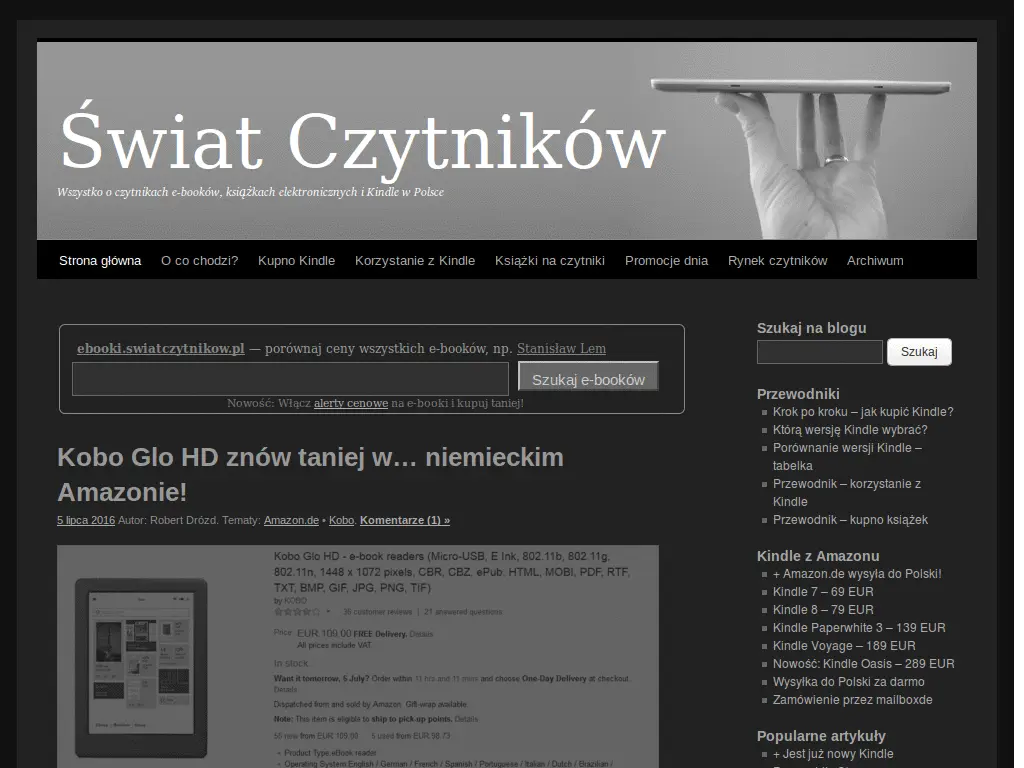 Świat Czytników
Wszystko o czytnikach e-booków, książkach elektronicznych i Kindle w Polsce
Strona główna O co chodzi? Kupno Kindle Korzystanie z Kindle Książki na czytniki Promocje dnia Rynek czytników Archiwum
ebooki.swiatczytnikow.pl — porównaj ceny wszystkich e-booków, np. Stanisław Lem
Szukaj e-booków
Nowość: Włącz alerty cenowe na e-booki i kupuj taniej!
Kobo Glo HD znów taniej w… niemieckim
Amazonie!
5 lipca 2016 Autor: Robert Drózd. Tematy: Amazon.de • Kobo. Komentarze (1) »
Kobo Glo HD - e-book readers (Micro-USB, E Ink, 802.11b, 802.11g,
802.11n, 1448 x 1072 pixels, CBR, CBZ, ePub, HTML, MOBI, PDF, RTF,
TXT, BMP, GIF, JPG, PNG, TIF)
by KOBO
36 customer reviews | 21 answered questions
Price: EUR 109.00 FREE Delivery. Details
All prices include VAT.
In stock.
Want it tomorrow, 5 July? Order within 11 hrs and 11 mins and choose One-Day Delivery at checkout.
Details
Dispatched from and sold by Amazon. Gift-wrap available.
Note: This item is eligible to ship to pick-up points. Details
5 used from EUR 98.73
• Product Type:eBook reader
• Operating System:English / German / French / Spanish / Portuguese / Italian / Dutch / Brazilian /
Szukaj na blogu
Szukaj
Przewodniki
Krok po kroku – jak kupić Kindle?
Którą wersję Kindle wybrać?
Porównanie wersji Kindle –
tabelka
Przewodnik – korzystanie z
Kindle
Przewodnik – kupno książek
Kindle z Amazonu
+ Amazon.de wysyła do Polski!
Kindle 7 – 69 EUR
Kindle 8 – 79 EUR
Kindle Paperwhite 3 – 139 EUR
Kindle Voyage – 189 EUR
Nowość: Kindle Oasis – 289 EUR
Wysyłka do Polski za darmo
Zamówienie przez mailboxde
Popularne artykuły
+ Jest już nowy Kindle